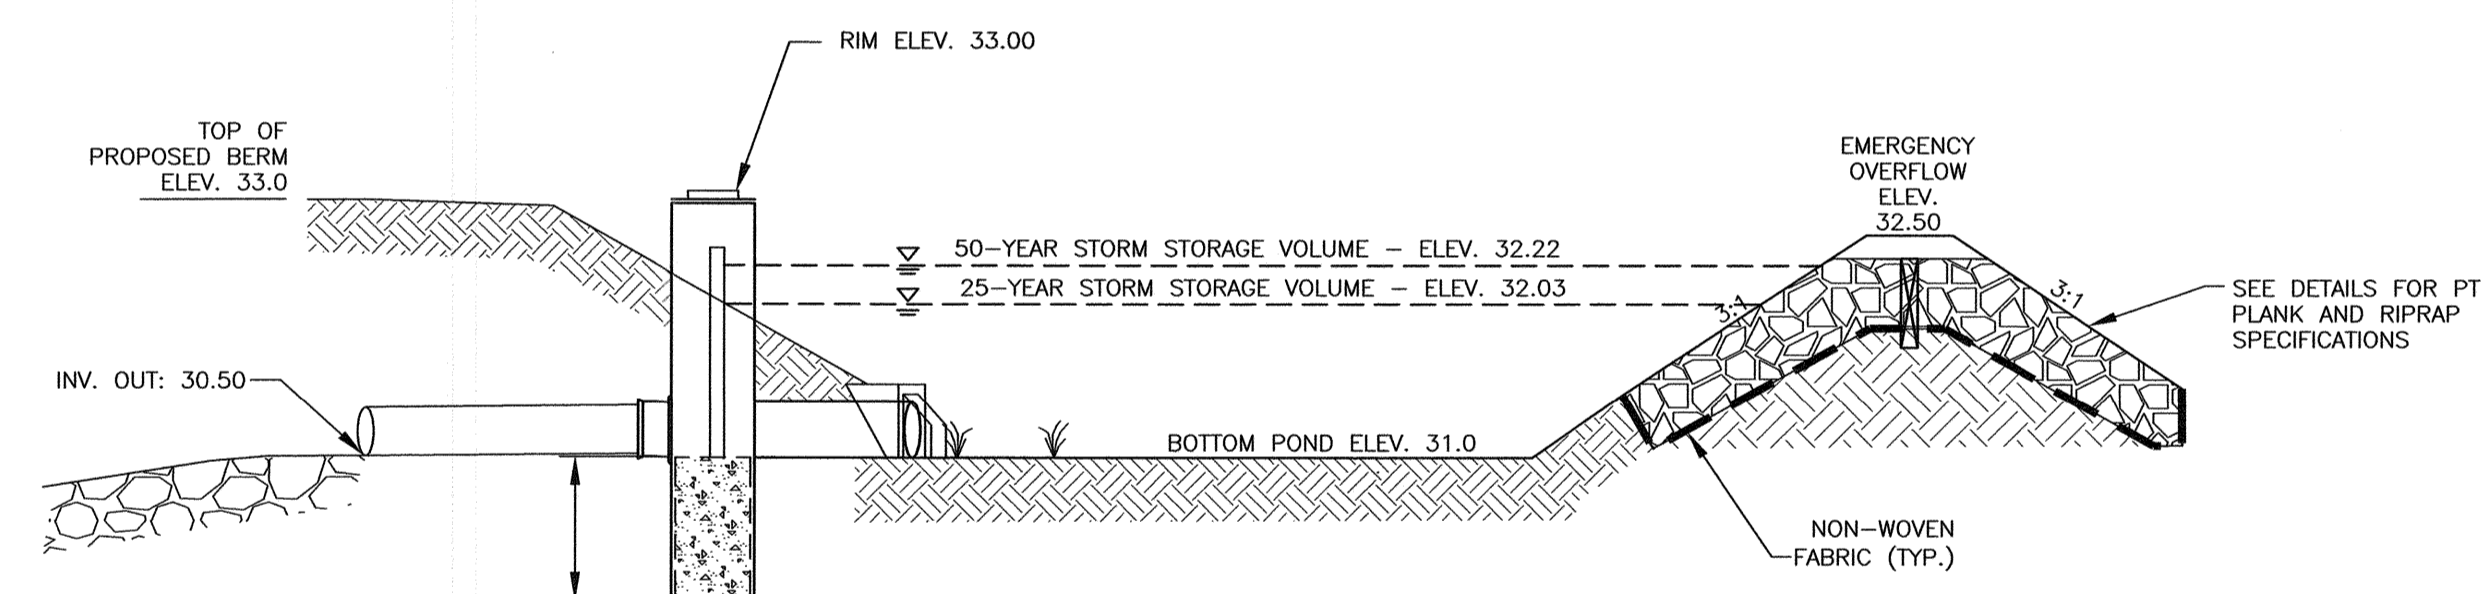 RIM ELEV. 33.00
TOP OF
PROPOSED BERM
ELEV. 33.0
EMERGENCY
OVERFLOW
ELEV.
32.50
50-YEAR STORM STORAGE VOLUME - ELEV. 32.22
25-YEAR STORM STORAGE VOLUME - ELEV. 32.03
3:1
3:1
SEE DETAILS FOR PT
PLANK AND RIPRAP
SPECIFICATIONS
INV. OUT: 30.50
BOTTOM POND ELEV. 31.0
NON-WOVEN
FABRIC (TYP.)